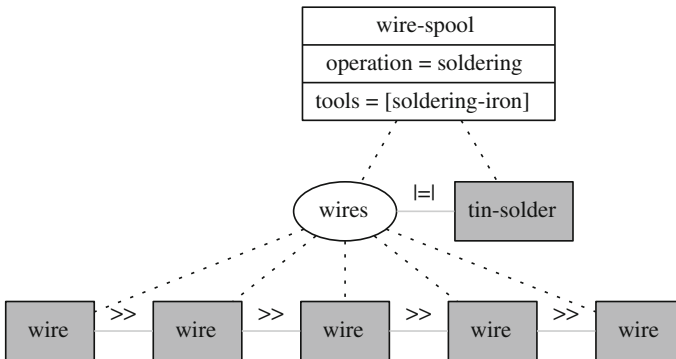 wire-spool
operation = soldering
tools = [soldering-iron]
wires
|=|
tin-solder
wire >> wire >> wire >> wire >> wire